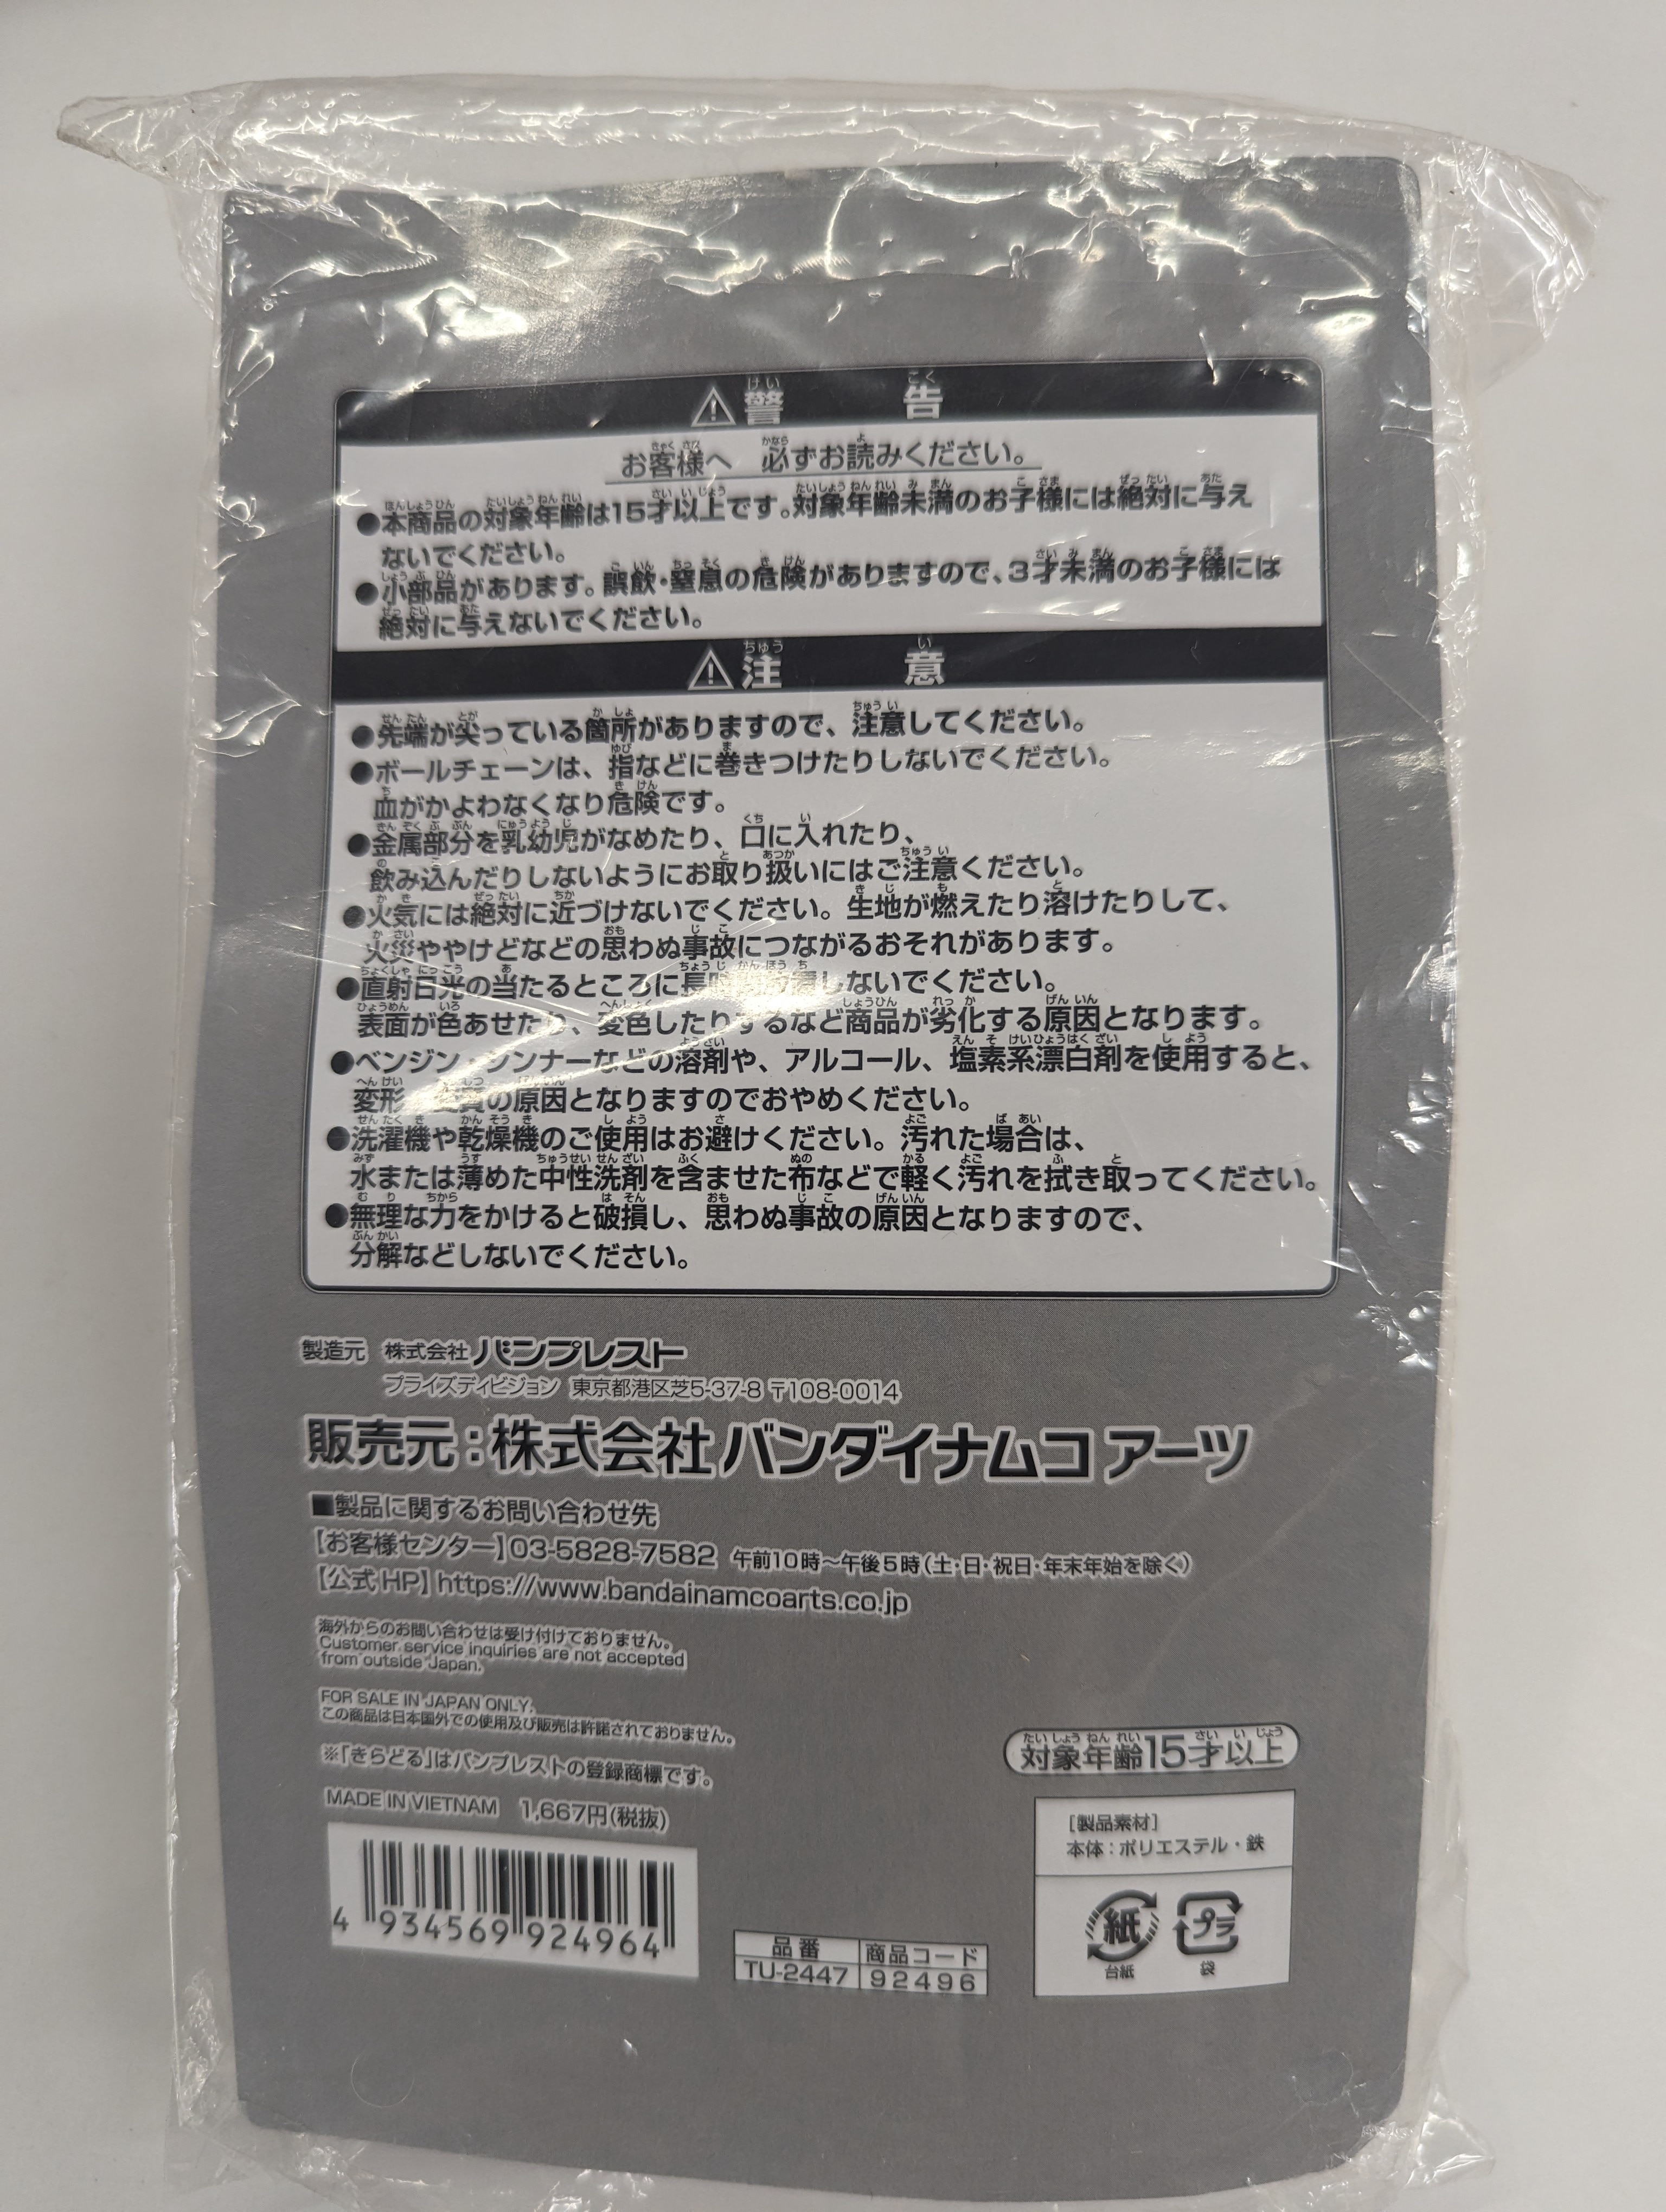 ⚠警告
お客様へ 必ずお読みください。
●本商品の対象年齢は15才以上です。対象年齢未満のお子様には絶対に与え
ないでください。
●小部品があります。誤飲・窒息の危険がありますので、3才未満のお子様には
絶対に与えないでください。
⚠注意
●先端が尖っている箇所がありますので、注意してください。
●ボールチェーンは、指などに巻きつけたりしないでください。
血がかよわなくなり危険です。
●金属部分を乳幼児がなめたり、口に入れたり、
飲み込んだりしないようにお取り扱いにはご注意ください。
●火気には絶対に近づけないでください。生地が燃えたり溶けたりして、
火災ややけどなどの思わぬ事故につながるおそれがあります。
●直射日光の当たるところに長時間放置しないでください。
表面が色あせたり、変色したりするなど商品が劣化する原因となります。
●ベンジン・シンナーなどの溶剤や、アルコール、塩素系漂白剤を使用すると、
変形・変質の原因となりますのでおやめください。
●洗濯機や乾燥機のご使用はお避けください。汚れた場合は、
水または薄めた中性洗剤を含ませた布などで軽く汚れを拭き取ってください。
●無理な力をかけると破損し、思わぬ事故の原因となりますので、
分解などしないでください。
製造元 株式会社バンプレスト
プライズディビジョン 東京都港区芝5-37-8 〒108-0014
販売元:株式会社バンダイナムコアーツ
■製品に関するお問い合わせ先
【お客様センター】03-5828-7582 午前10時〜午後5時(土・日・祝日・年末年始を除く)
【公式HP】https://www.bandainamcoarts.co.jp
海外からのお問い合わせは受け付けておりません。
Customer service inquiries are not accepted
from outside Japan.
FOR SALE IN JAPAN ONLY.
この商品は日本国外での使用及び販売は許諾されておりません。
※「きらどる」はバンプレストの登録商標です。
MADE IN VIETNAM 1,667円(税抜)
4 934569 924964
品番 商品コード
TU-2447 92496
対象年齢15才以上
[製品素材]
本体:ポリエステル・鉄
紙 プラ
台紙 袋